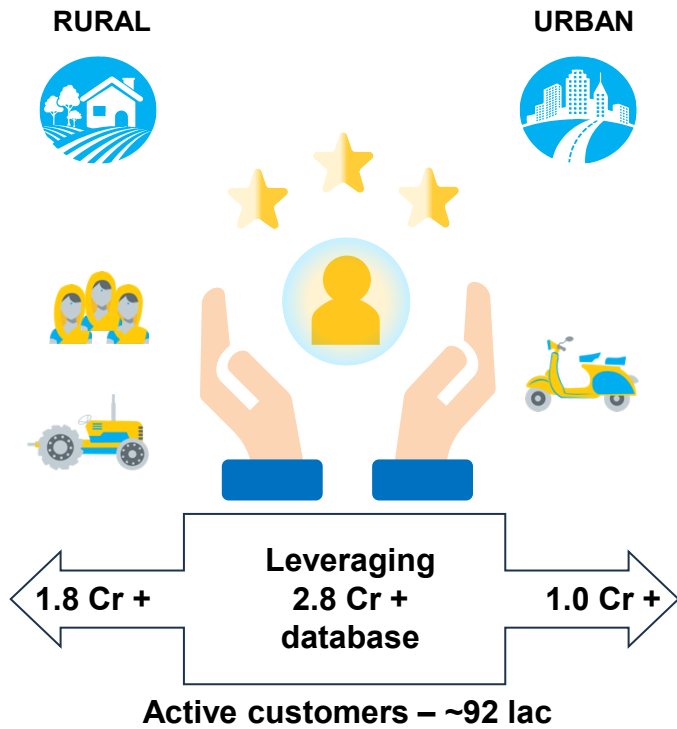 RURAL
URBAN
Leveraging
1.8 Cr +
2.8 Cr +
1.0 Cr +
database
Active customers – ~92 lac